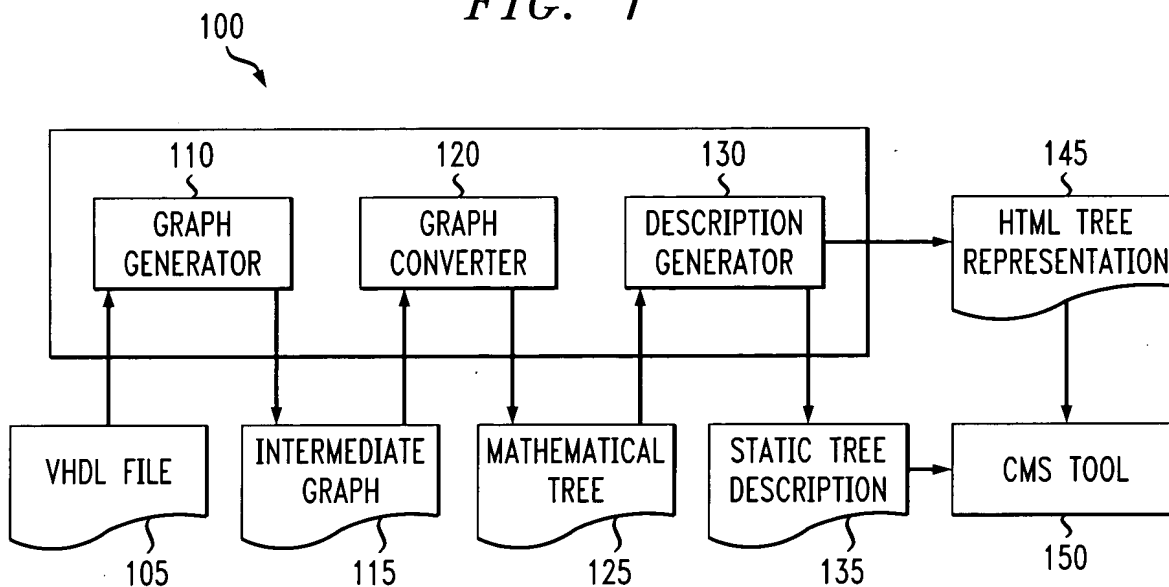 FIG. 1
100
110
120
130
145
GRAPH
GENERATOR
GRAPH
CONVERTER
DESCRIPTION
GENERATOR
HTML TREE
REPRESENTATION
VHDL FILE
INTERMEDIATE
GRAPH
MATHEMATICAL
TREE
STATIC TREE
DESCRIPTION
CMS TOOL
105
115
125
135
150